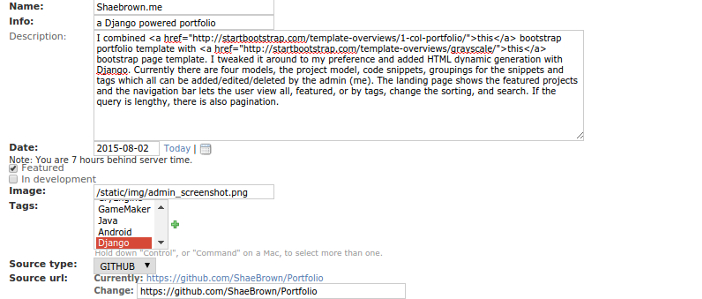 Name: Shaebrown.me
Info: a Django powered portfolio
Description: I combined <a href="http://startbootstrap.com/template-overviews/1-col-portfolio/">this</a> bootstrap
portfolio template with <a href="http://startbootstrap.com/template-overviews/grayscale/">this</a>
bootstrap page template. I tweaked it around to my preference and added HTML dynamic generation with
Django. Currently there are four models, the project model, code snippets, groupings for the snippets and
tags which all can be added/edited/deleted by the admin (me). The landing page shows the featured projects
and the navigation bar lets the user view all, featured, or by tags, change the sorting, and search. If
the query is lengthy, there is also pagination.
Date: 2015-08-02 Today |
Note: You are 7 hours behind server time.
Featured
In development
Image: /static/img/admin_screenshot.png
Tags:
GameMaker
Java
Android
Django
Hold down "Control", or "Command" on a Mac, to select more than one.
Source type: GITHUB
Source url: Currently: https://github.com/ShaeBrown/Portfolio
Change: https://github.com/ShaeBrown/Portfolio